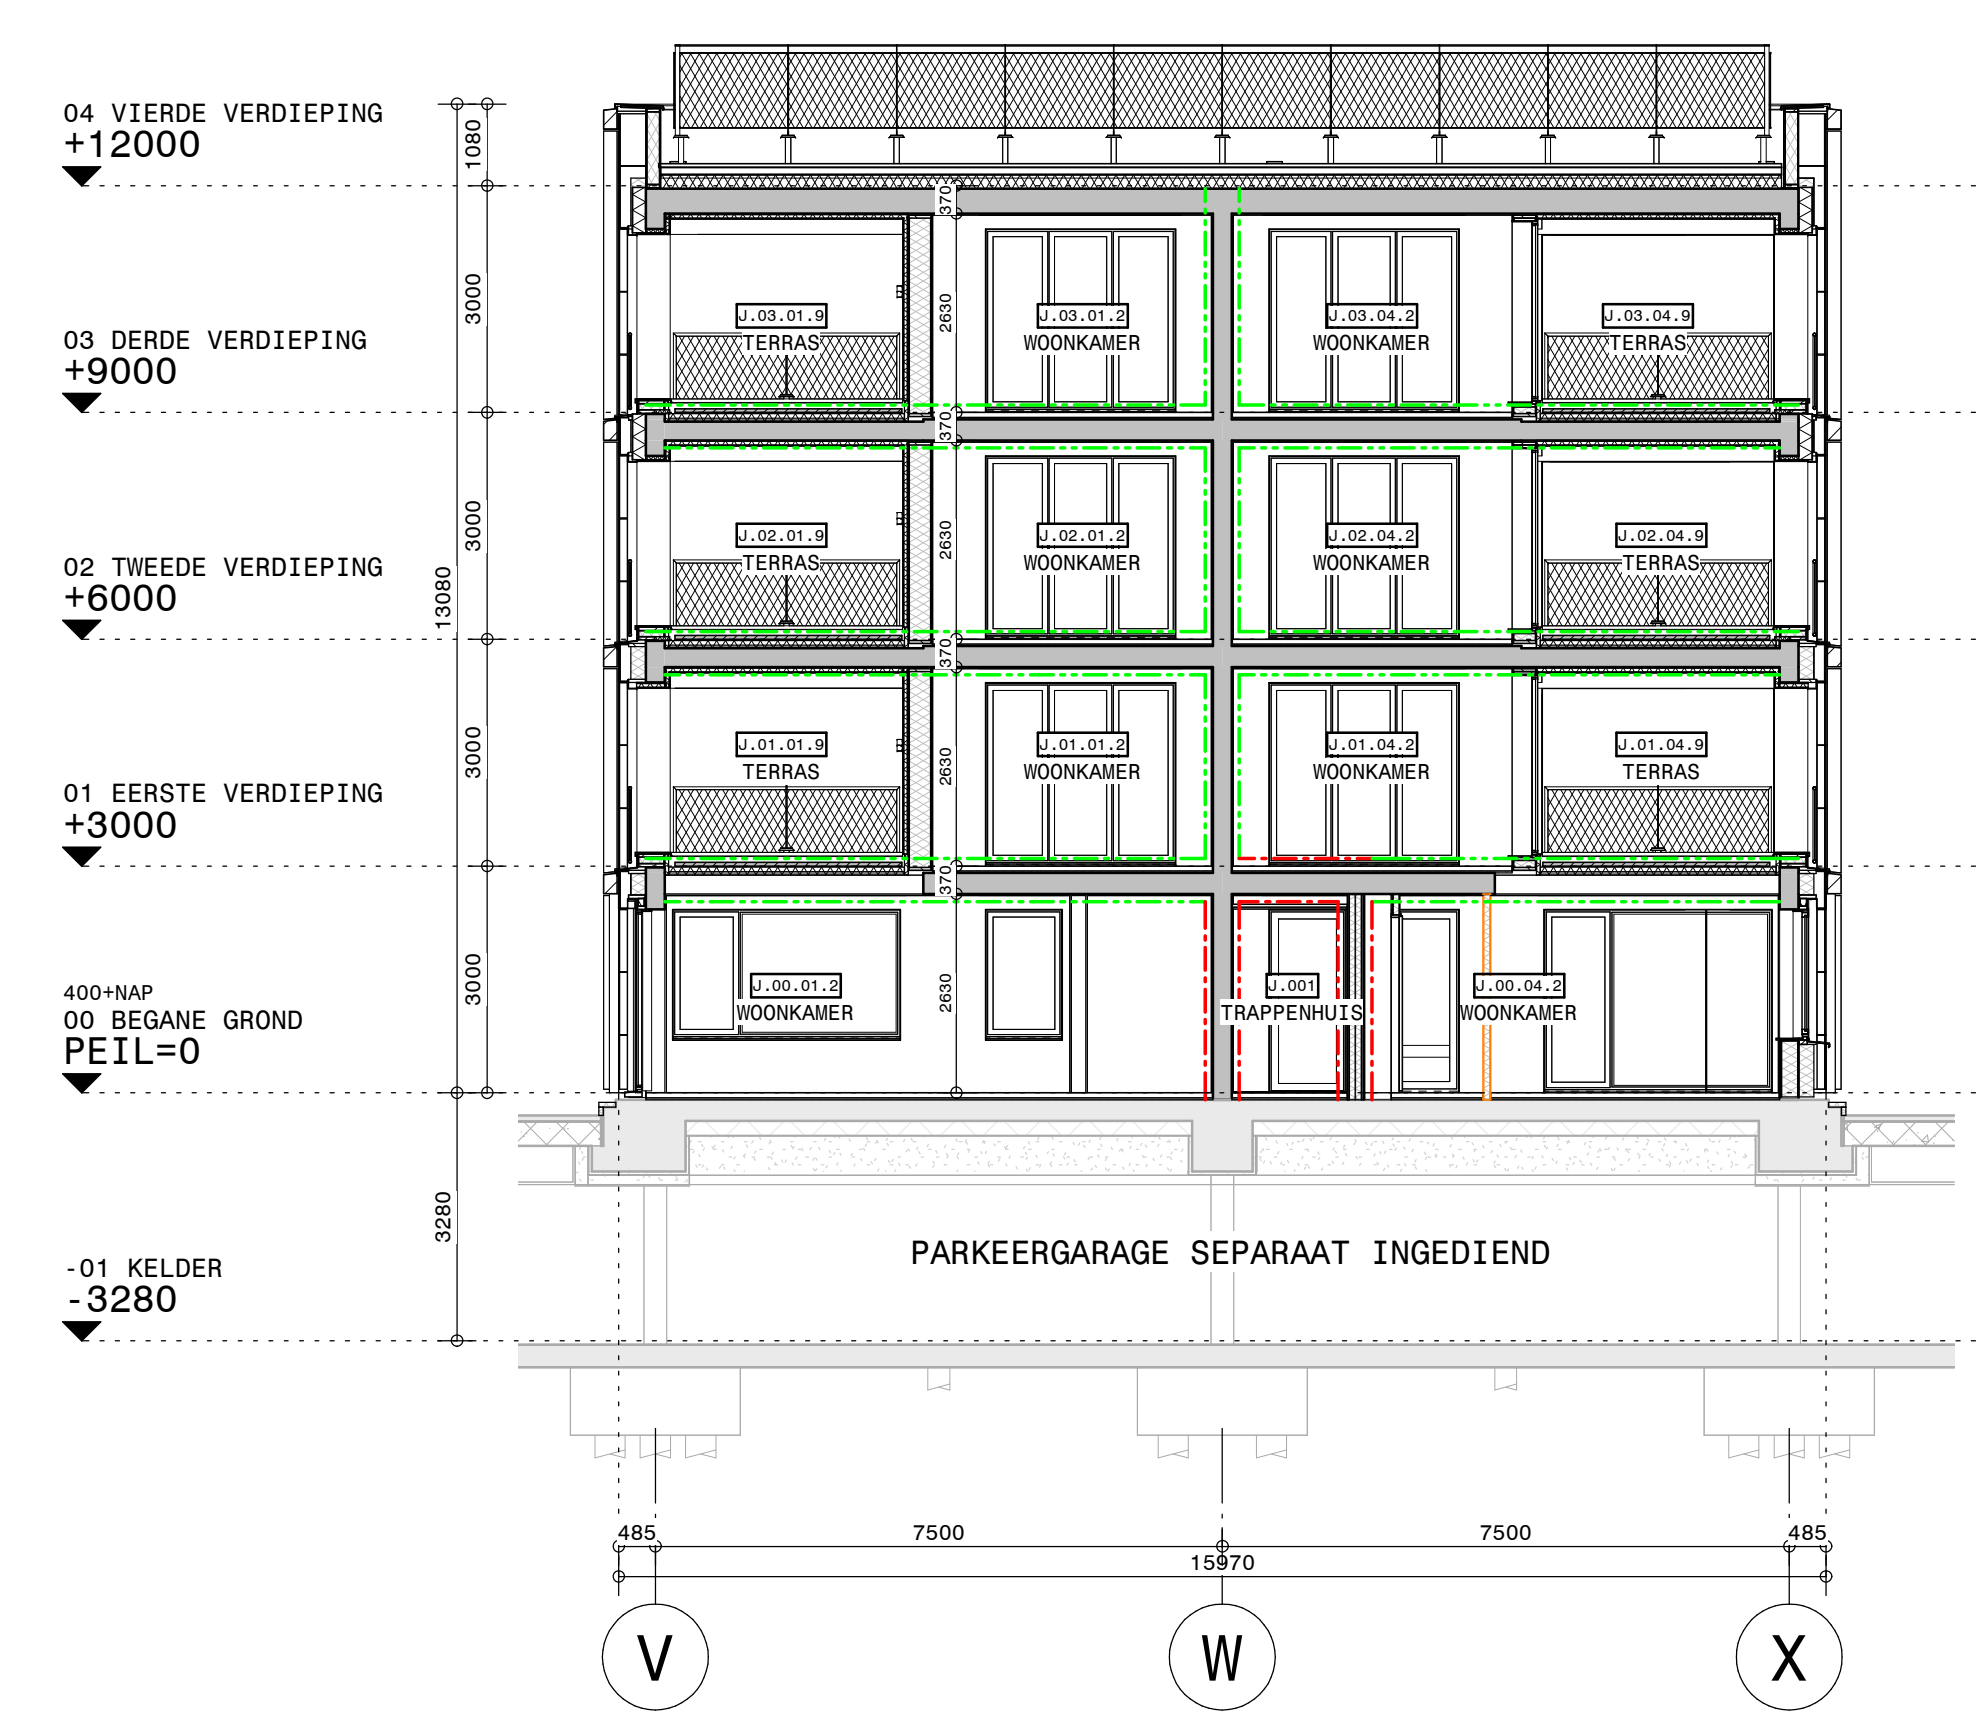 04 VIERDE VERDIEPING
+12000
03 DERDE VERDIEPING
+9000
02 TWEEDE VERDIEPING
+6000
01 EERSTE VERDIEPING
+3000
400+NAP
00 BEGANE GROND
PEIL=0
-01 KELDER
-3280
1080
3000
3000
3000
3000
13080
3280
370
2630
370
2630
370
2630
370
2630
J.03.01.9
TERRAS
J.03.01.2
WOONKAMER
J.03.04.2
WOONKAMER
J.03.04.9
TERRAS
J.02.01.9
TERRAS
J.02.01.2
WOONKAMER
J.02.04.2
WOONKAMER
J.02.04.9
TERRAS
J.01.01.9
TERRAS
J.01.01.2
WOONKAMER
J.01.04.2
WOONKAMER
J.01.04.9
TERRAS
J.00.01.2
WOONKAMER
J.001
TRAPPENHUIS
J.00.04.2
WOONKAMER
PARKEERGARAGE SEPARAAT INGEDIEND
485 7500 7500 485
15970
V W X